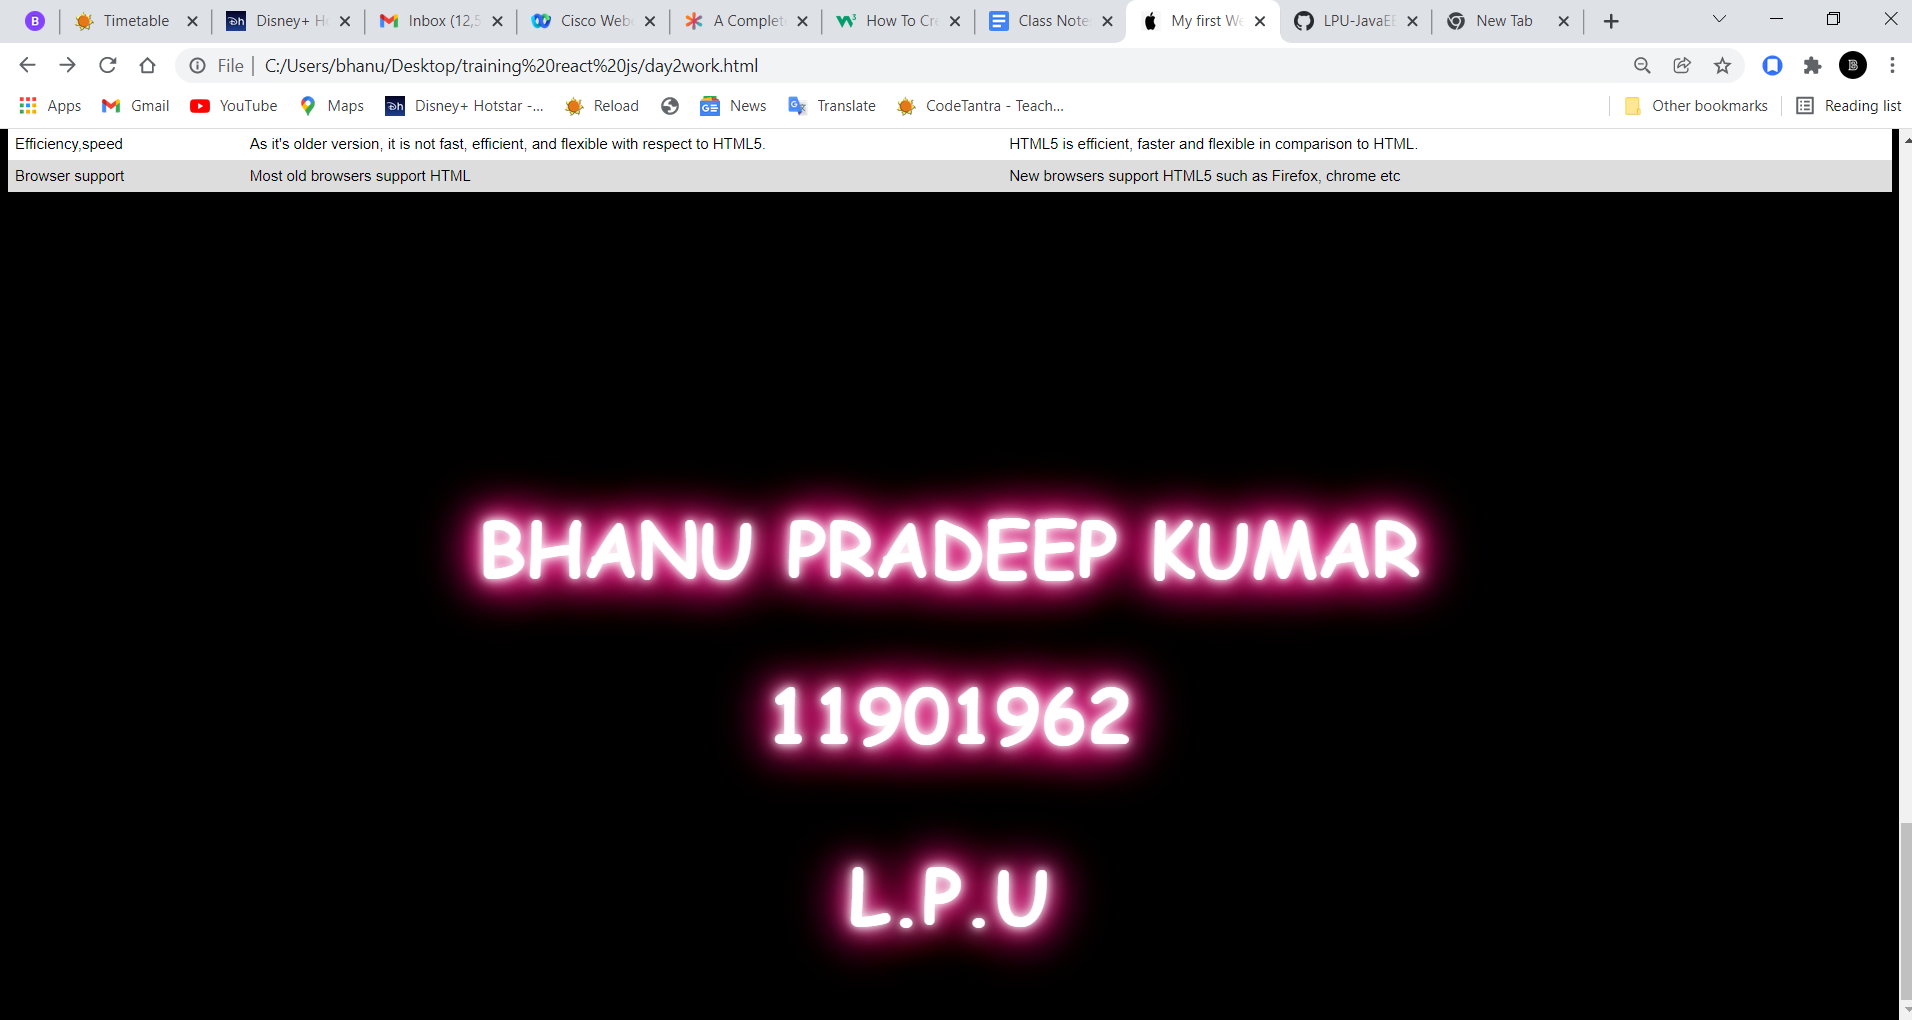 B Timetable Disney+ H Inbox (12,5 Cisco Web A Complet How To Cre Class Note My first We LPU-JavaEE New Tab
File C:/Users/bhanu/Desktop/training%20react%20js/day2work.html B
Apps Gmail YouTube Maps Disney+ Hotstar -... Reload News Translate CodeTantra - Teach... Other bookmarks Reading list
Efficiency,speed As it's older version, it is not fast, efficient, and flexible with respect to HTML5. HTML5 is efficient, faster and flexible in comparison to HTML.
Browser support Most old browsers support HTML New browsers support HTML5 such as Firefox, chrome etc
BHANU PRADEEP KUMAR
11901962
L.P.U